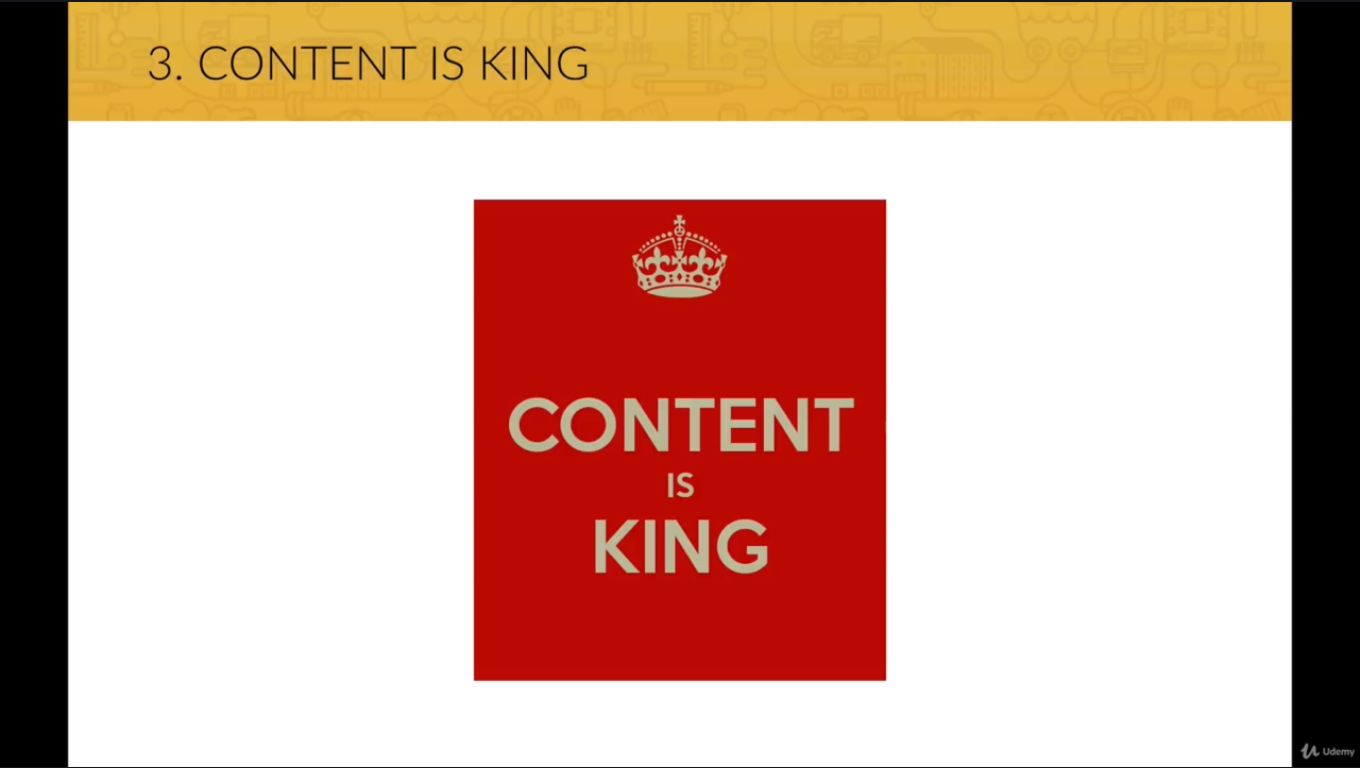 3. CONTENT IS KING
CONTENT
IS
KING
Udemy